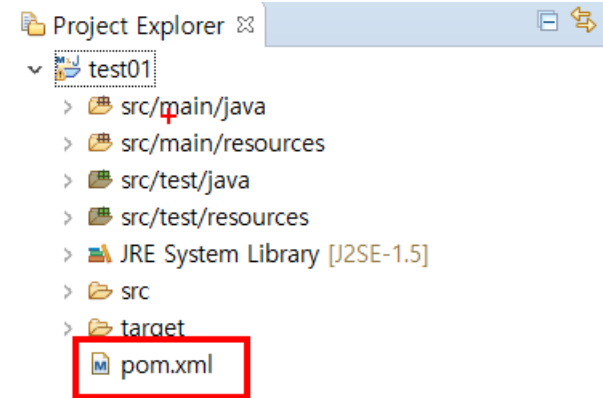 Project Explorer
test01
src/main/java
src/main/resources
src/test/java
src/test/resources
JRE System Library [J2SE-1.5]
src
target
pom.xml